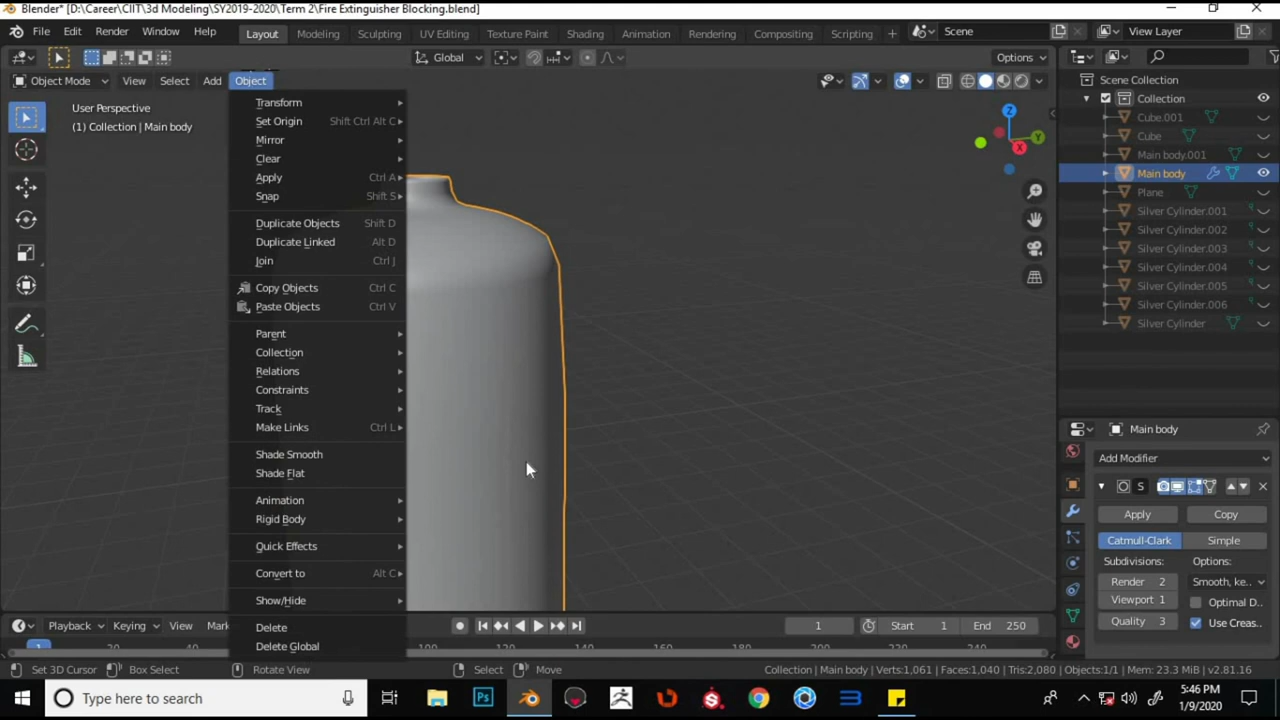 Blender* [D:\Career\CIIT\3d Modeling\SY2019-2020\Term 2\Fire Extinguisher Blocking.blend]
File Edit Render Window Help Layout Modeling Sculpting UV Editing Texture Paint Shading Animation Rendering Compositing Scripting + Scene View Layer
Global Options
Object Mode View Select Add Object
User Perspective
(1) Collection | Main body
Transform
Set Origin Shift Ctrl Alt C
Mirror
Clear
Apply Ctrl A
Snap Shift S
Duplicate Objects Shift D
Duplicate Linked Alt D
Join Ctrl J
Copy Objects Ctrl C
Paste Objects Ctrl V
Parent
Collection
Relations
Constraints
Track
Make Links Ctrl L
Shade Smooth
Shade Flat
Animation
Rigid Body
Quick Effects
Convert to Alt C
Show/Hide
Delete
Delete Global
Z
Y
X
Scene Collection
Collection
Cube.001
Cube
Main body.001
Main body
Plane
Silver Cylinder.001
Silver Cylinder.002
Silver Cylinder.003
Silver Cylinder.004
Silver Cylinder.005
Silver Cylinder.006
Silver Cylinder
Main body
Add Modifier
S
Apply Copy
Catmull-Clark Simple
Subdivisions: Options:
Render 2 Smooth, ke..
Viewport 1 Optimal D..
Quality 3 Use Creas..
Playback Keying View Mark 1 Start 1 End 250
1
Set 3D Cursor Box Select Rotate View Select Move Collection | Main body | Verts:1,061 | Faces:1,040 | Tris:2,080 | Objects:1/1 | Mem: 23.3 MiB | v2.81.16
Type here to search
Ps
5:46 PM
1/9/2020